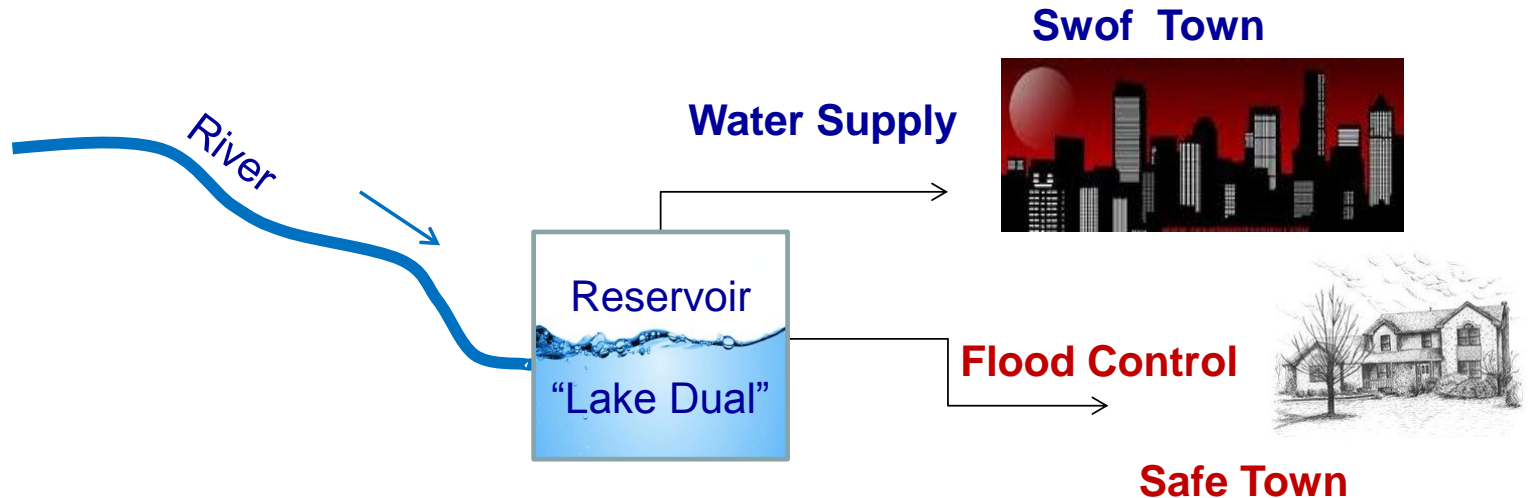 Swof Town
Water Supply
River
Reservoir
“Lake Dual”
Flood Control
Safe Town